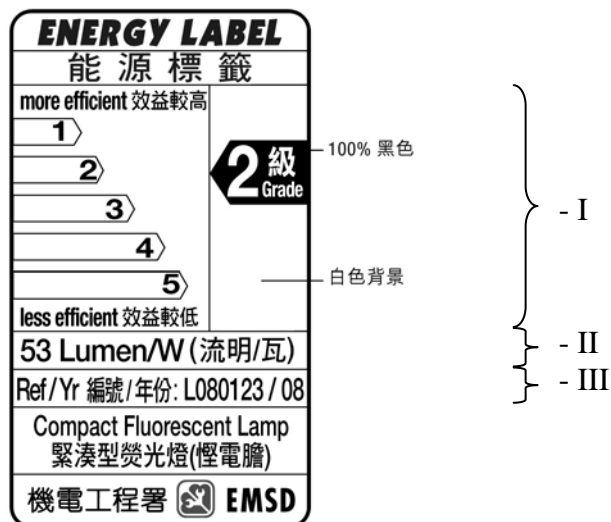 ENERGY LABEL
能源標籤
more efficient 效益較高
1
2
3
4
5
less efficient 效益較低
2級
Grade
100% 黑色
白色背景
- I
53 Lumen/W (流明/瓦)
- II
Ref / Yr 編號 / 年份: L080123 / 08
- III
Compact Fluorescent Lamp
緊湊型熒光燈(慳電膽)
機電工程署 EMSD